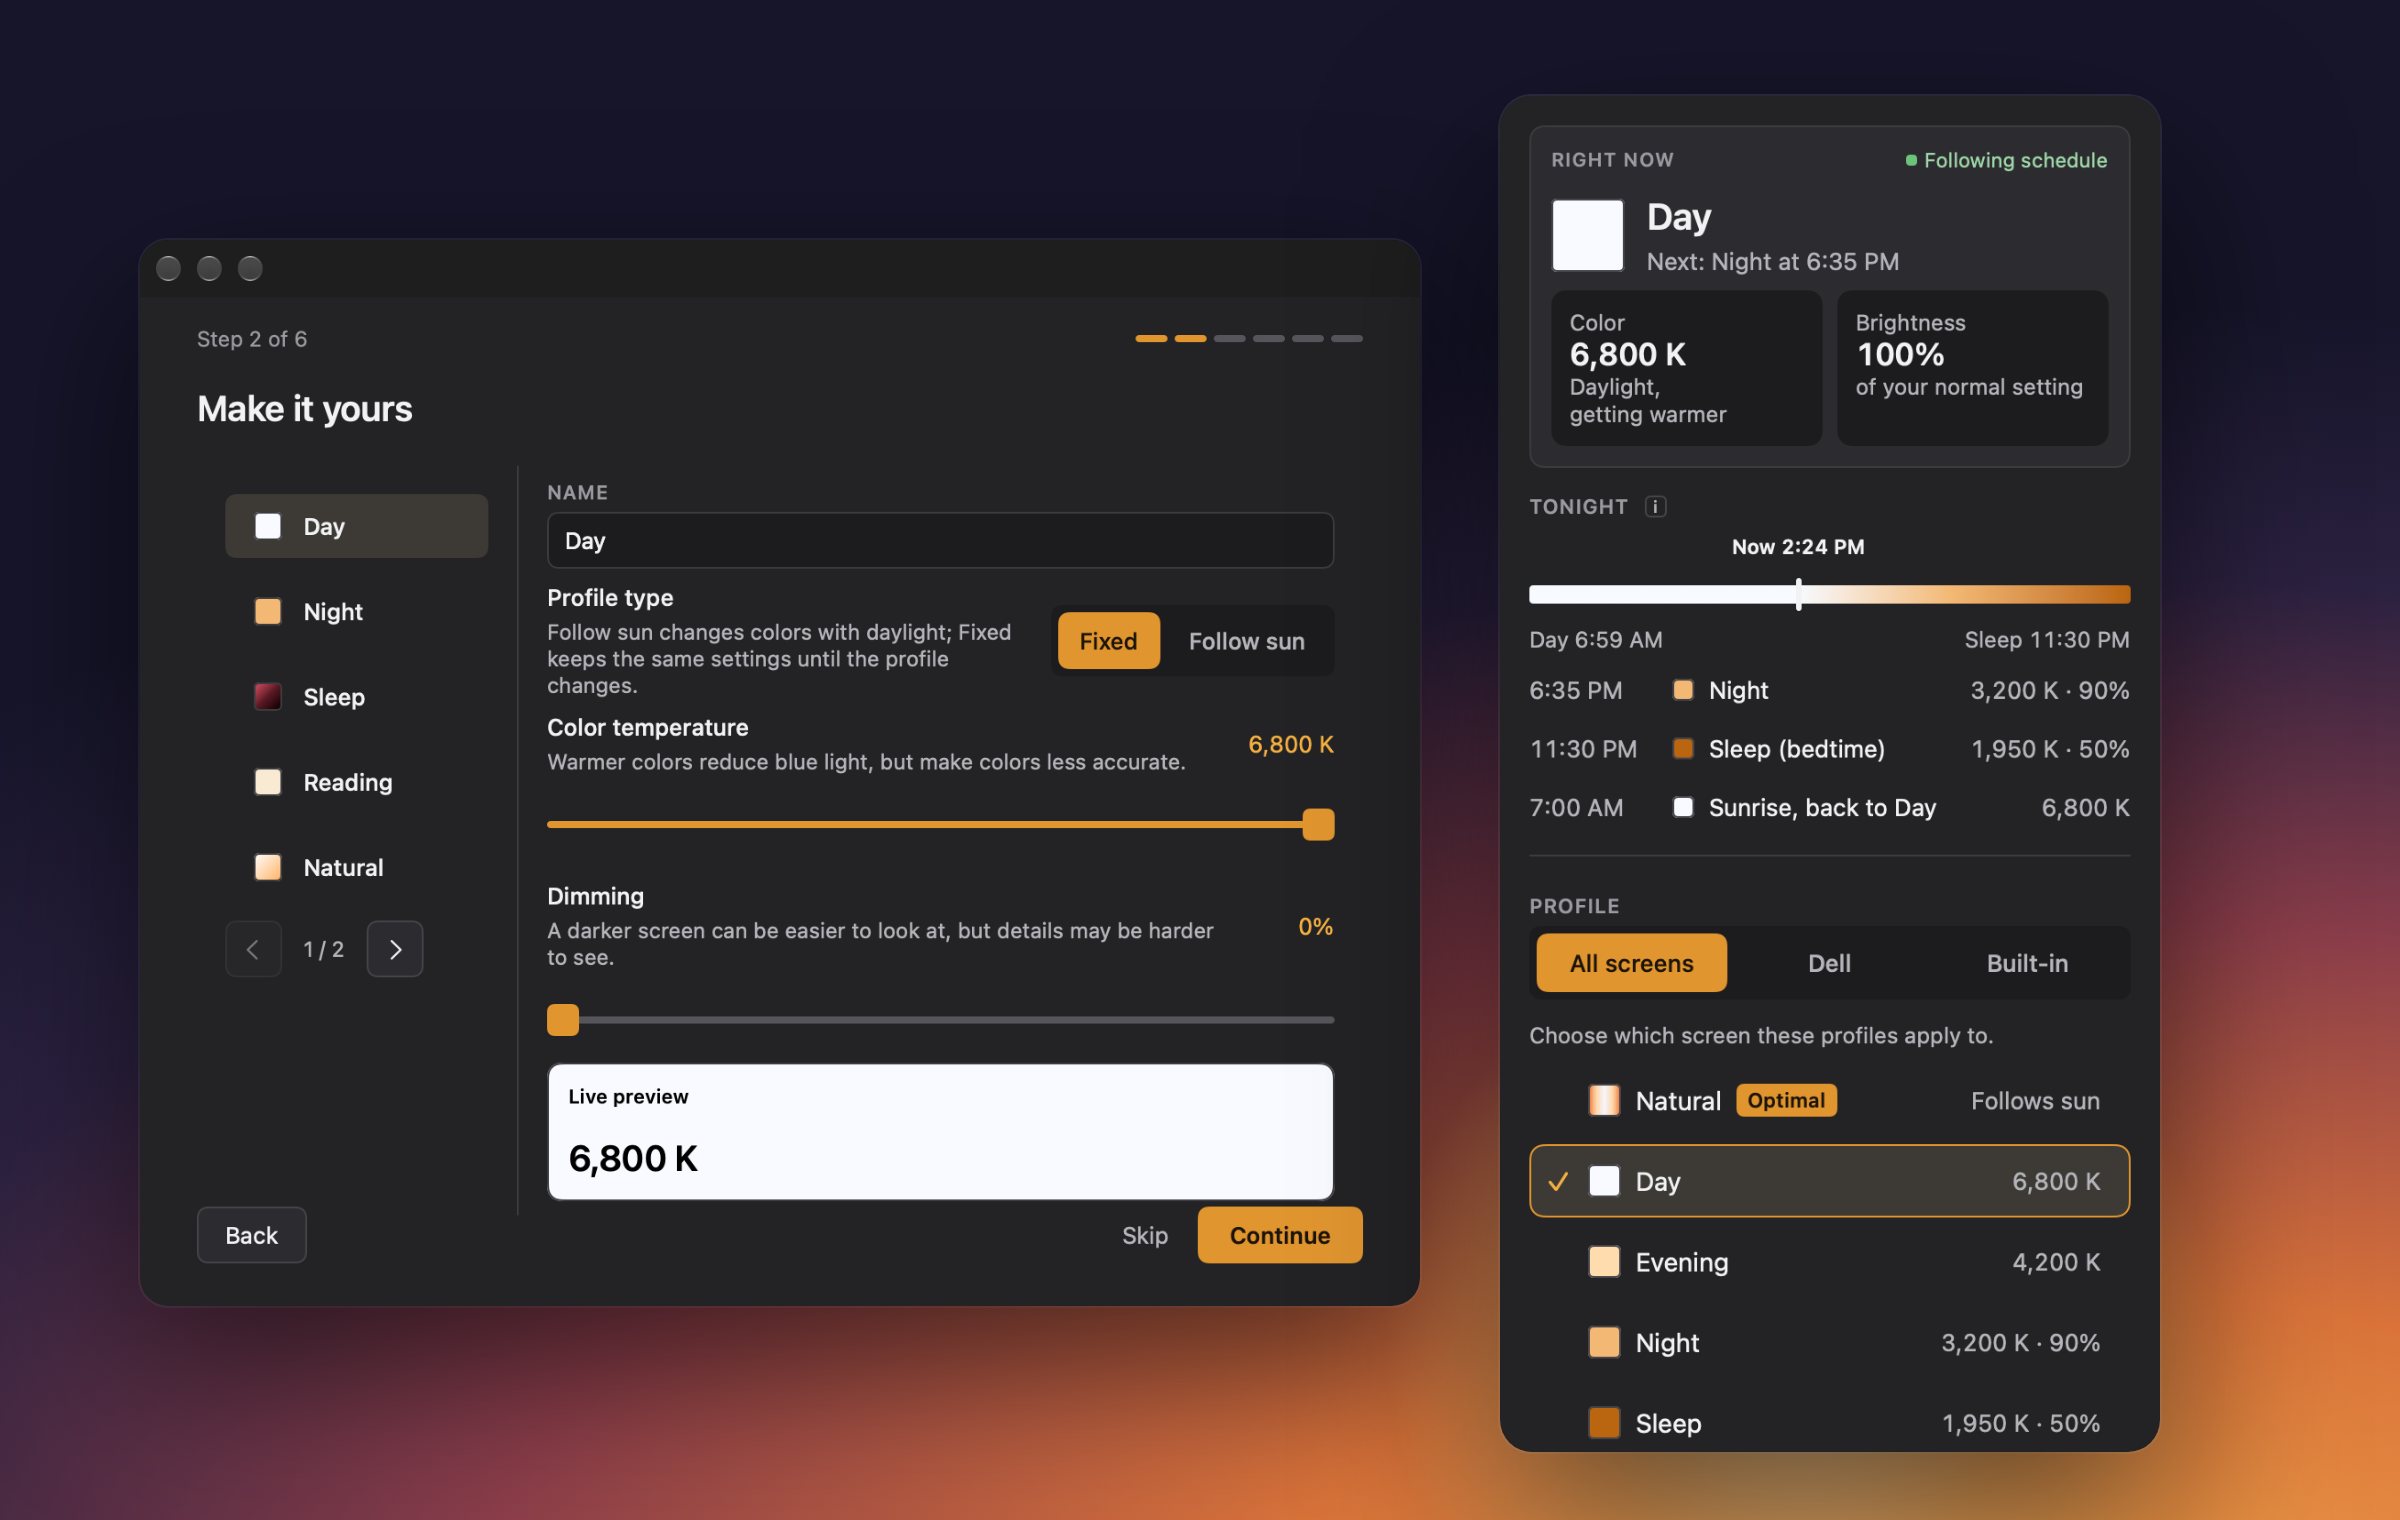 Step 2 of 6
Make it yours
Day
Night
Sleep
Reading
Natural
1 / 2
NAME
Day
Profile type
Follow sun changes colors with daylight; Fixed
keeps the same settings until the profile
changes.
Fixed
Follow sun
Color temperature
Warmer colors reduce blue light, but make colors less accurate.
6,800 K
Dimming
A darker screen can be easier to look at, but details may be harder
to see.
0%
Live preview
6,800 K
Back
Skip
Continue
RIGHT NOW
Following schedule
Day
Next: Night at 6:35 PM
Color
6,800 K
Daylight,
getting warmer
Brightness
100%
of your normal setting
TONIGHT i
Now 2:24 PM
Day 6:59 AM
Sleep 11:30 PM
6:35 PM Night 3,200 K · 90%
11:30 PM Sleep (bedtime) 1,950 K · 50%
7:00 AM Sunrise, back to Day 6,800 K
PROFILE
All screens
Dell
Built-in
Choose which screen these profiles apply to.
Natural Optimal Follows sun
Day 6,800 K
Evening 4,200 K
Night 3,200 K · 90%
Sleep 1,950 K · 50%